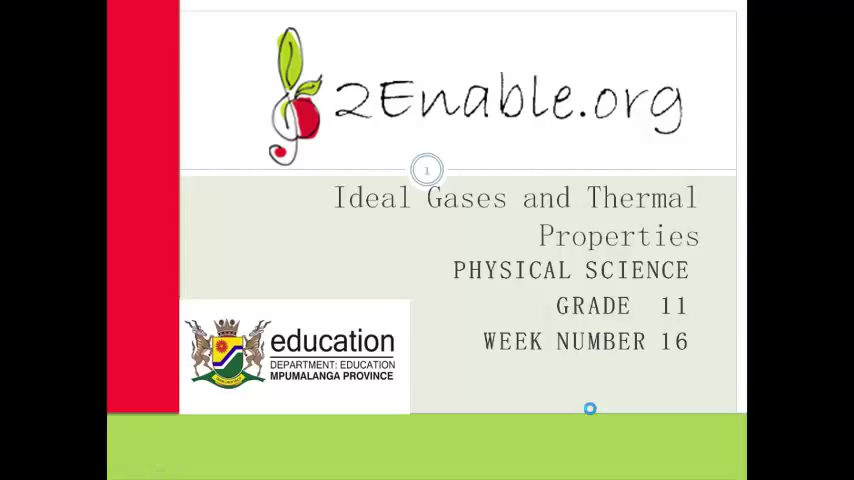 2Enable.org
1
Ideal Gases and Thermal
Properties
PHYSICAL SCIENCE
GRADE 11
WEEK NUMBER 16
education
DEPARTMENT: EDUCATION
MPUMALANGA PROVINCE